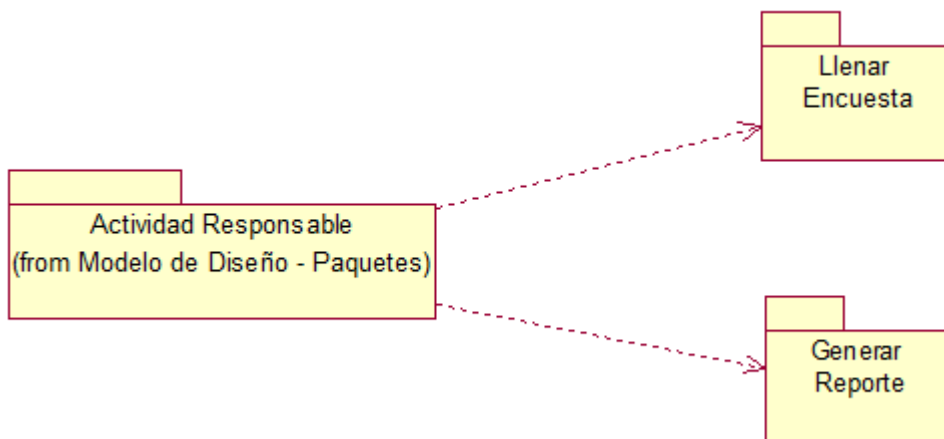 Llenar
Encuesta
Actividad Responsable
(from Modelo de Diseño - Paquetes)
Generar
Reporte